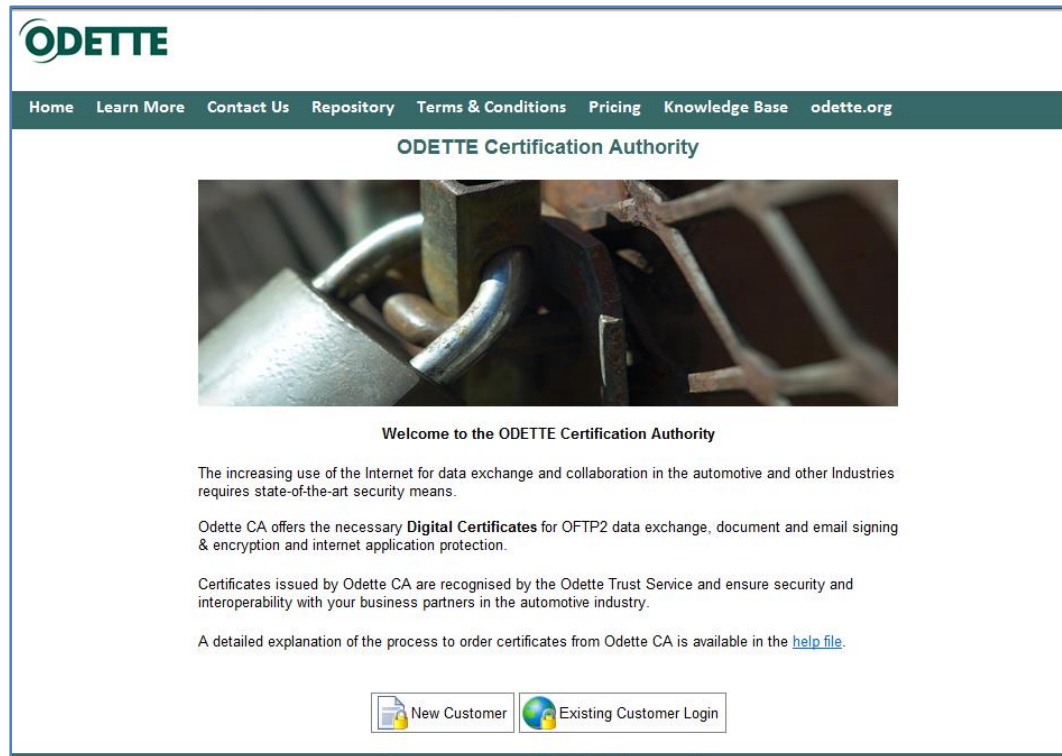 ODETTE
Home Learn More Contact Us Repository Terms & Conditions Pricing Knowledge Base odette.org
ODETTE Certification Authority
Welcome to the ODETTE Certification Authority
The increasing use of the Internet for data exchange and collaboration in the automotive and other Industries
requires state-of-the-art security means.
Odette CA offers the necessary Digital Certificates for OFTP2 data exchange, document and email signing
& encryption and internet application protection.
Certificates issued by Odette CA are recognised by the Odette Trust Service and ensure security and
interoperability with your business partners in the automotive industry.
A detailed explanation of the process to order certificates from Odette CA is available in the help file.
New Customer Existing Customer Login